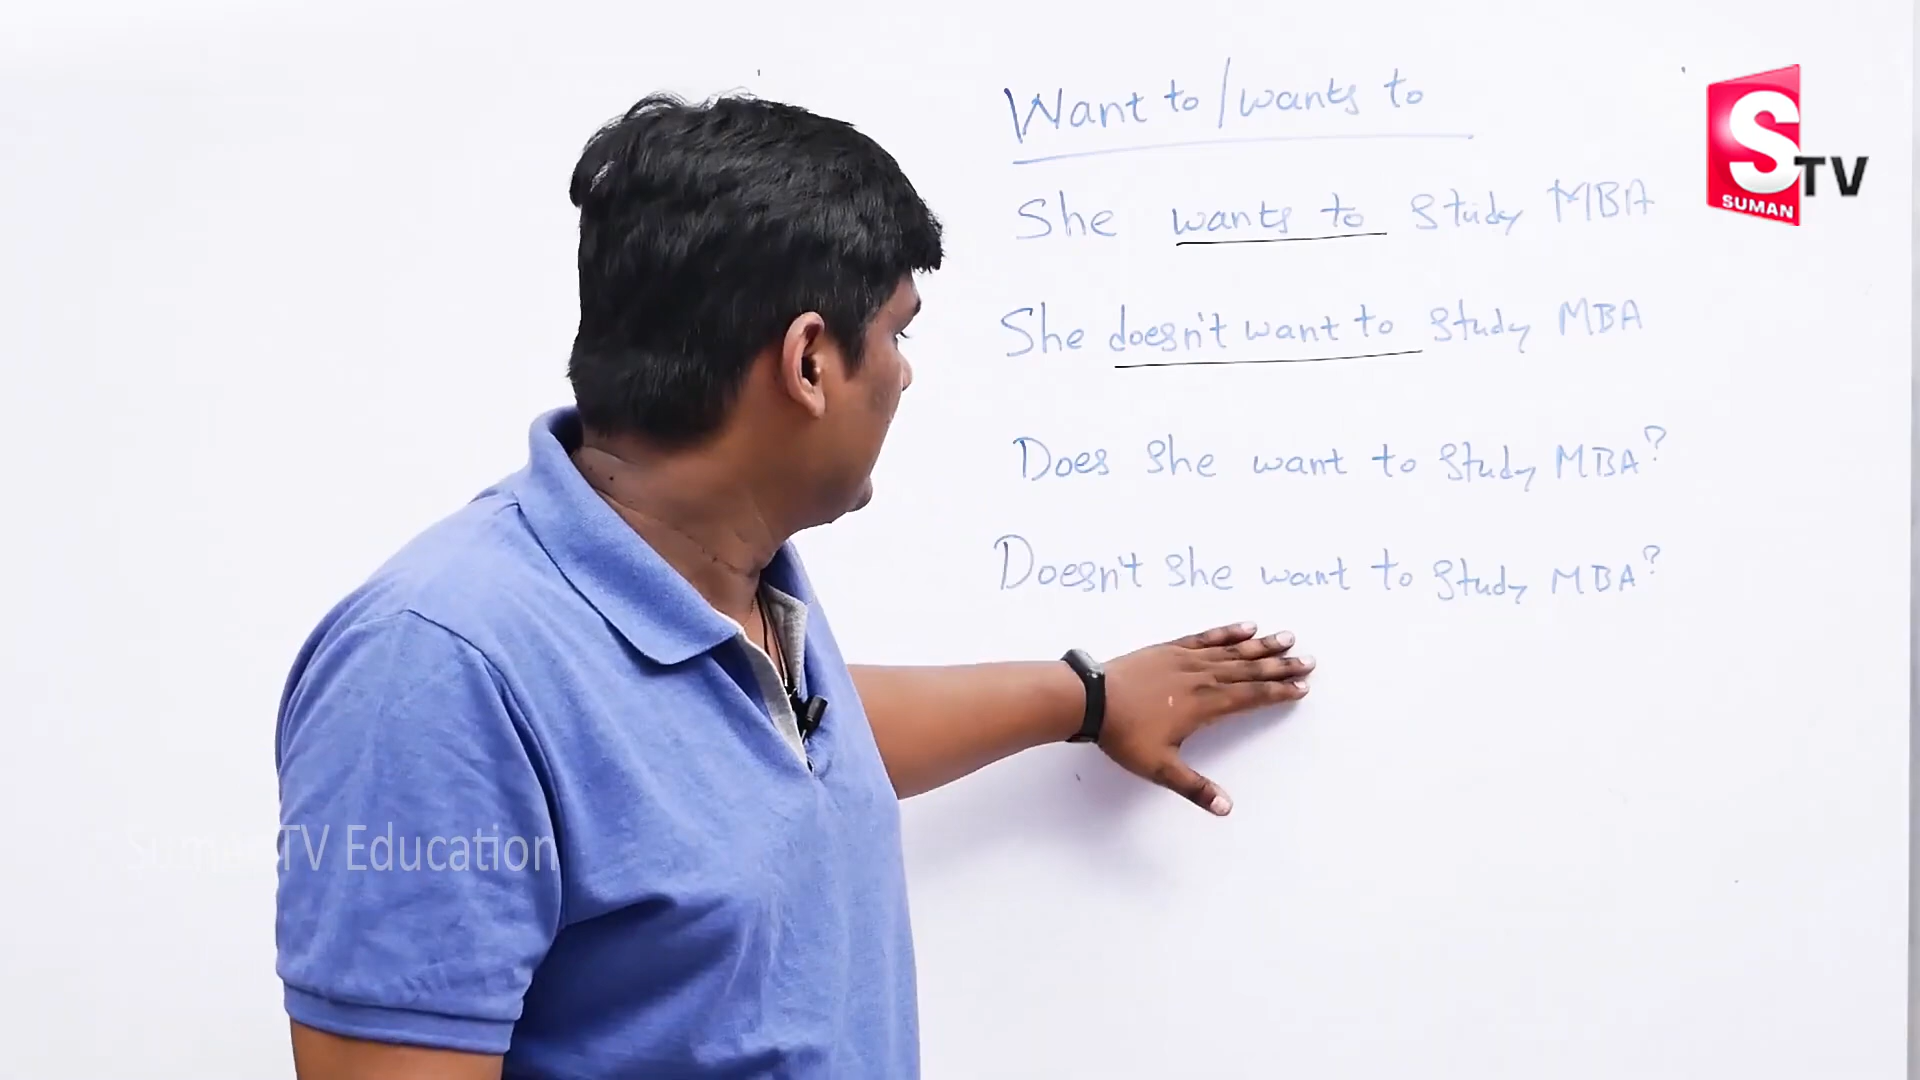 Want to / wants to
She wants to study MBA
She doesn't want to study MBA
Does she want to study MBA?
Doesn't she want to study MBA?
S TV
SUMAN
Suman TV Education